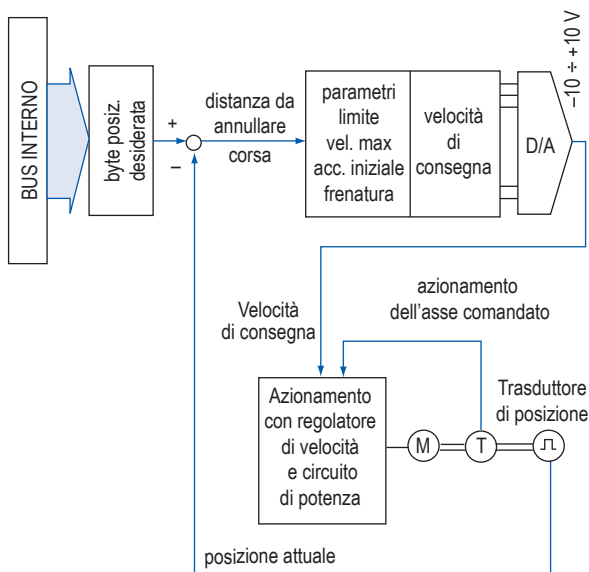 BUS INTERNO
byte posiz.
desiderata
+
–
distanza da
annullare
corsa
parametri
limite
vel. max
acc. iniziale
frenatura
velocità
di
consegna
D/A
–10 ÷ +10 V
Velocità
di consegna
azionamento
dell'asse comandato
Azionamento
con regolatore
di velocità
e circuito
di potenza
M
T
Trasduttore
di posizione
posizione attuale